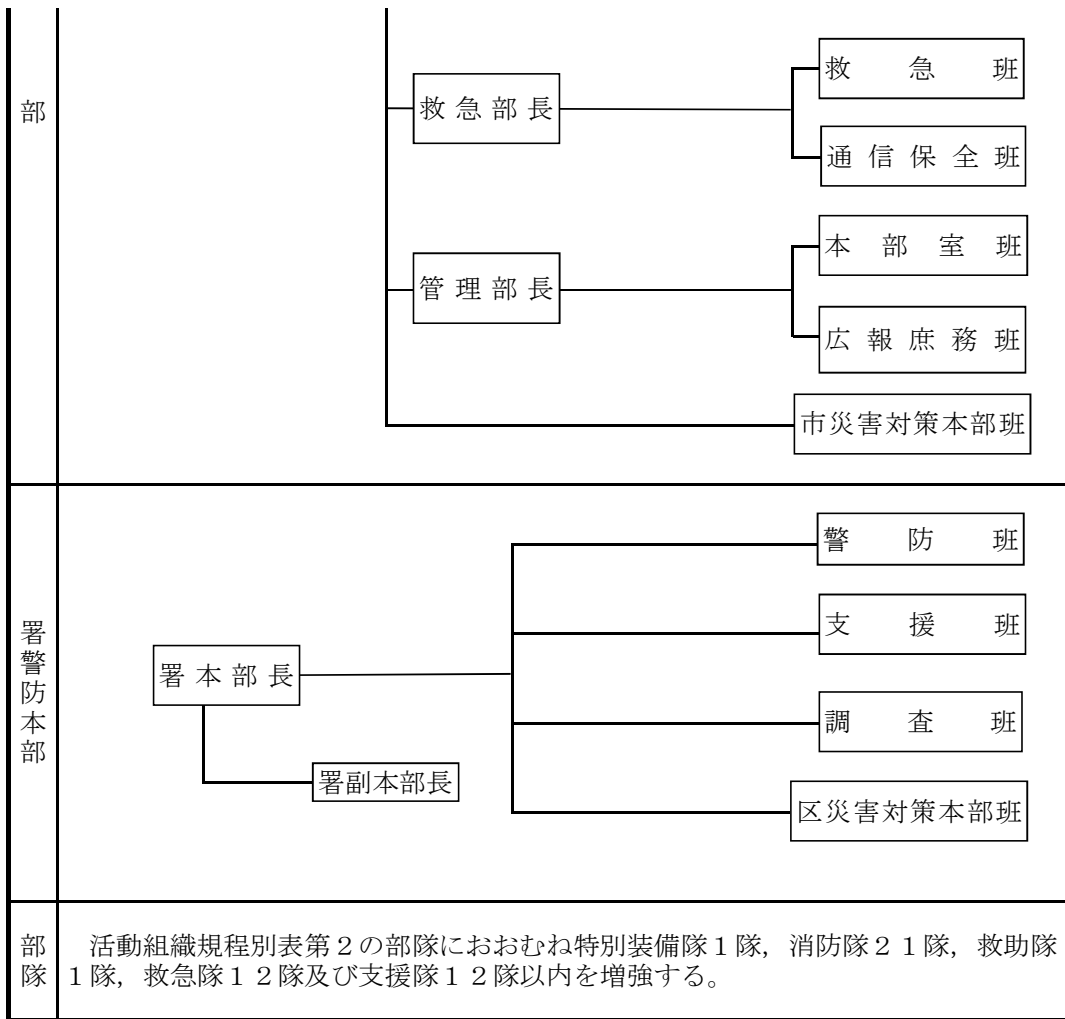 部
救急部長
救急班
通信保全班
管理部長
本部室班
広報庶務班
市災害対策本部班
署警防本部
署本部長
署副本部長
警防班
支援班
調査班
区災害対策本部班
部隊
活動組織規程別表第２の部隊におおむね特別装備隊１隊，消防隊２１隊，救助隊
１隊，救急隊１２隊及び支援隊１２隊以内を増強する。